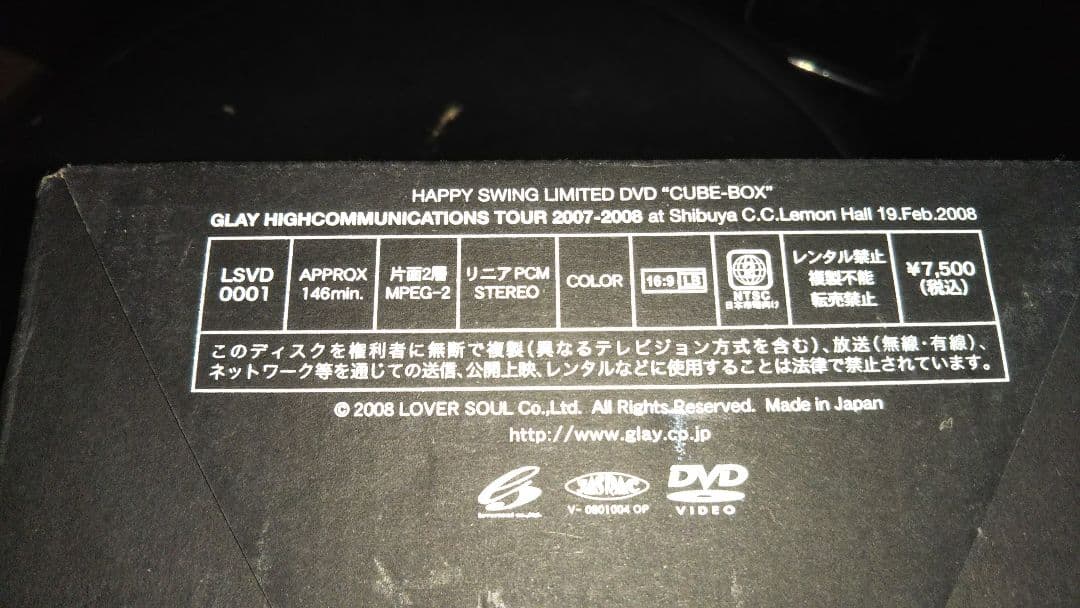 HAPPY SWING LIMITED DVD "CUBE-BOX"
GLAY HIGHCOMMUNICATIONS TOUR 2007-2008 at Shibuya C.C.Lemon Hall 19.Feb.2008
LSVD 0001
APPROX 146min.
片面2層 MPEG-2
リニアPCM STEREO
COLOR
16:9 LB
2 NTSC 日本市場向け
レンタル禁止 複製不能 転売禁止
¥7,500 (税込)
このディスクを権利者に無断で複製(異なるテレビジョン方式を含む)、放送(無線・有線)、
ネットワーク等を通じての送信、公開上映、レンタルなどに使用することは法律で禁止されています。
© 2008 LOVER SOUL Co.,Ltd. All Rights Reserved. Made in Japan
http://www.glay.co.jp
JASRAC
V-0801004 OP
DVD
VIDEO